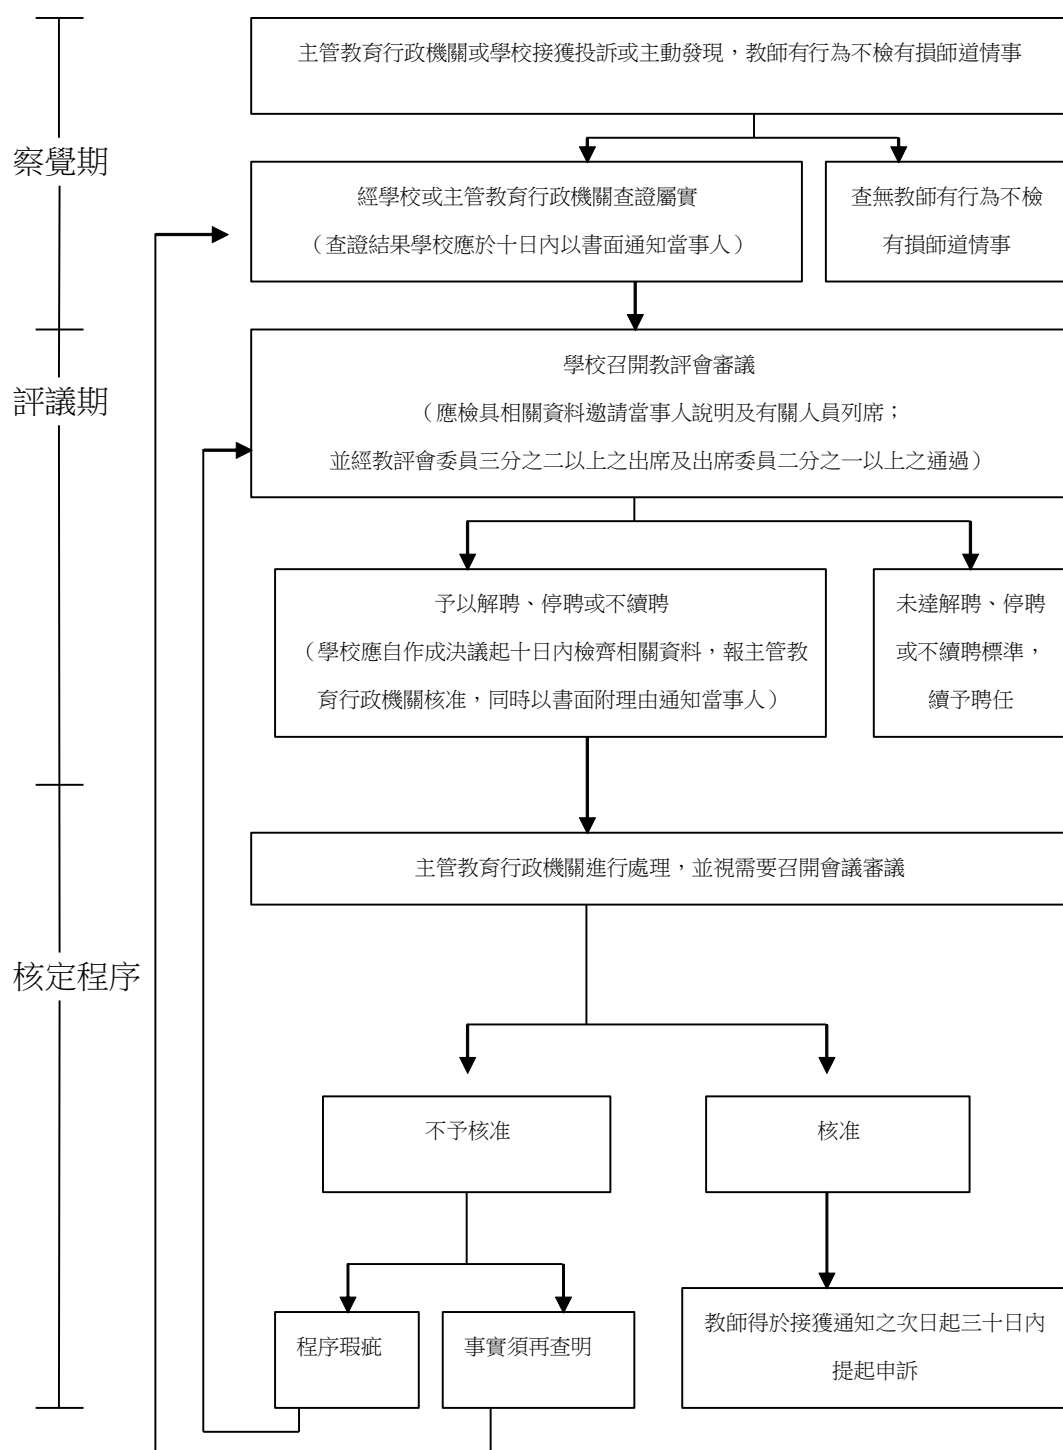 主管教育行政機關或學校接獲投訴或主動發現，教師有行為不檢有損師道情事
察覺期
經學校或主管教育行政機關查證屬實
（查證結果學校應於十日內以書面通知當事人）
查無教師有行為不檢
有損師道情事
評議期
學校召開教評會審議
（應檢具相關資料邀請當事人說明及有關人員列席；
並經教評會委員三分之二以上之出席及出席委員二分之一以上之通過）
予以解聘、停聘或不續聘
（學校應自作成決議起十日內檢齊相關資料，報主管教
育行政機關核准，同時以書面附理由通知當事人）
未達解聘、停聘
或不續聘標準，
續予聘任
主管教育行政機關進行處理，並視需要召開會議審議
核定程序
不予核准
核准
程序瑕疵
事實須再查明
教師得於接獲通知之次日起三十日內
提起申訴